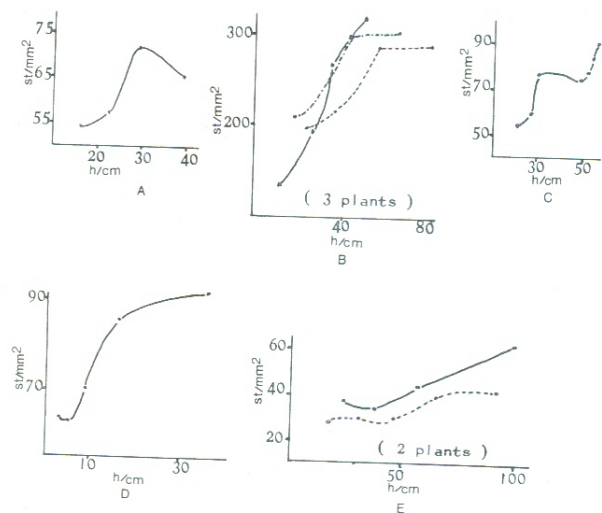 75
65
55
st/mm²
20 30 40
h/cm
A
300
200
st/mm²
( 3 plants )
40 80
h/cm
B
90
70
50
st/mm²
30 50
h/cm
C
90
70
st/mm²
10 30
h/cm
D
60
40
20
st/mm²
( 2 plants )
50 100
h/cm
E